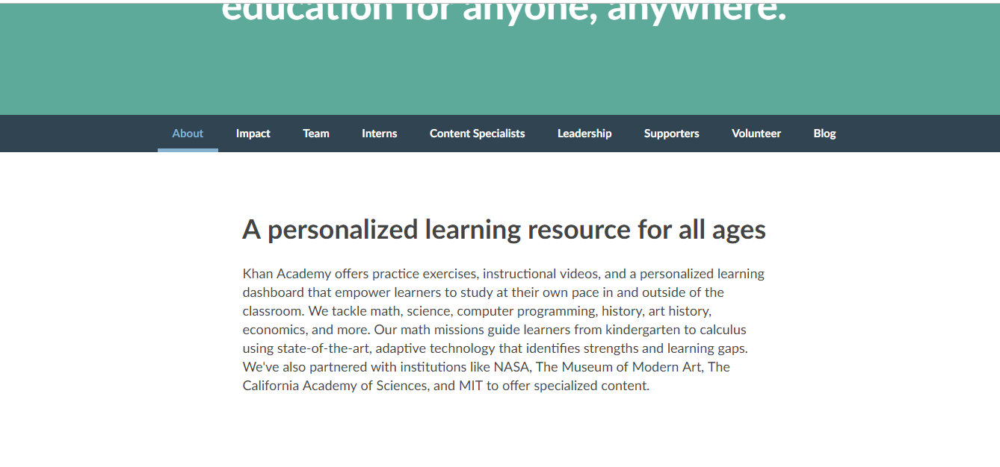 education for anyone, anywhere.
About Impact Team Interns Content Specialists Leadership Supporters Volunteer Blog
A personalized learning resource for all ages
Khan Academy offers practice exercises, instructional videos, and a personalized learning
dashboard that empower learners to study at their own pace in and outside of the
classroom. We tackle math, science, computer programming, history, art history,
economics, and more. Our math missions guide learners from kindergarten to calculus
using state-of-the-art, adaptive technology that identifies strengths and learning gaps.
We've also partnered with institutions like NASA, The Museum of Modern Art, The
California Academy of Sciences, and MIT to offer specialized content.